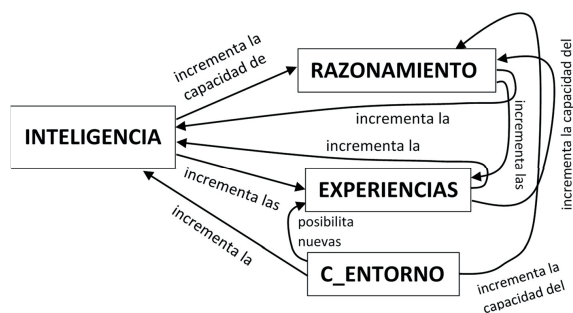 incrementa la
capacidad de
RAZONAMIENTO
incrementa la
INTELIGENCIA
incrementa la
incrementa las
incrementa la capacidad del
incrementa las
EXPERIENCIAS
posibilita
nuevas
incrementa la
C_ENTORNO
incrementa la
capacidad del